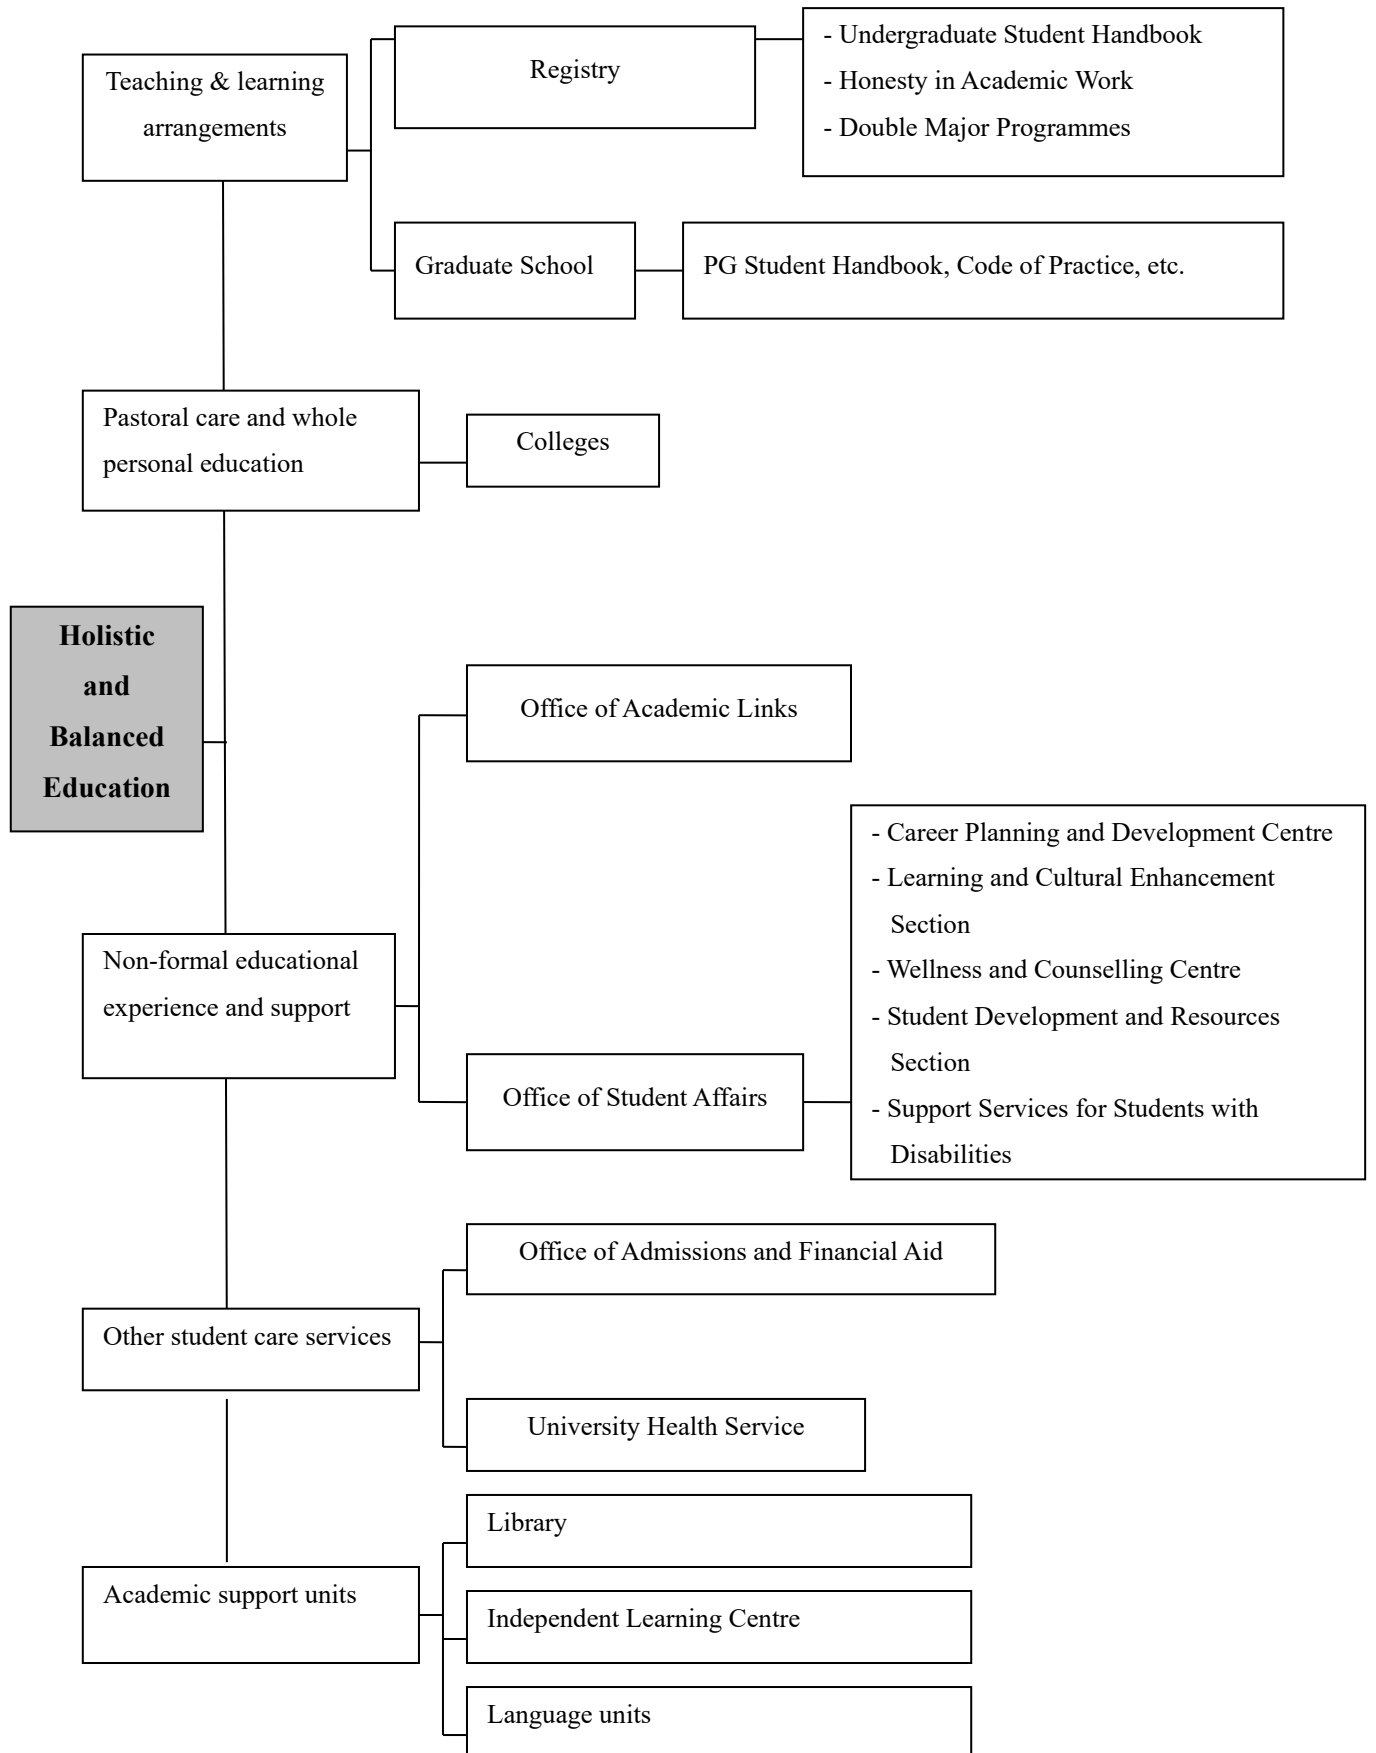 Teaching & learning
arrangements
Registry
- Undergraduate Student Handbook
- Honesty in Academic Work
- Double Major Programmes
Graduate School
PG Student Handbook, Code of Practice, etc.
Pastoral care and whole
personal education
Colleges
Holistic
and
Balanced
Education
Office of Academic Links
Non-formal educational
experience and support
Office of Student Affairs
- Career Planning and Development Centre
- Learning and Cultural Enhancement
Section
- Wellness and Counselling Centre
- Student Development and Resources
Section
- Support Services for Students with
Disabilities
Other student care services
Office of Admissions and Financial Aid
University Health Service
Academic support units
Library
Independent Learning Centre
Language units